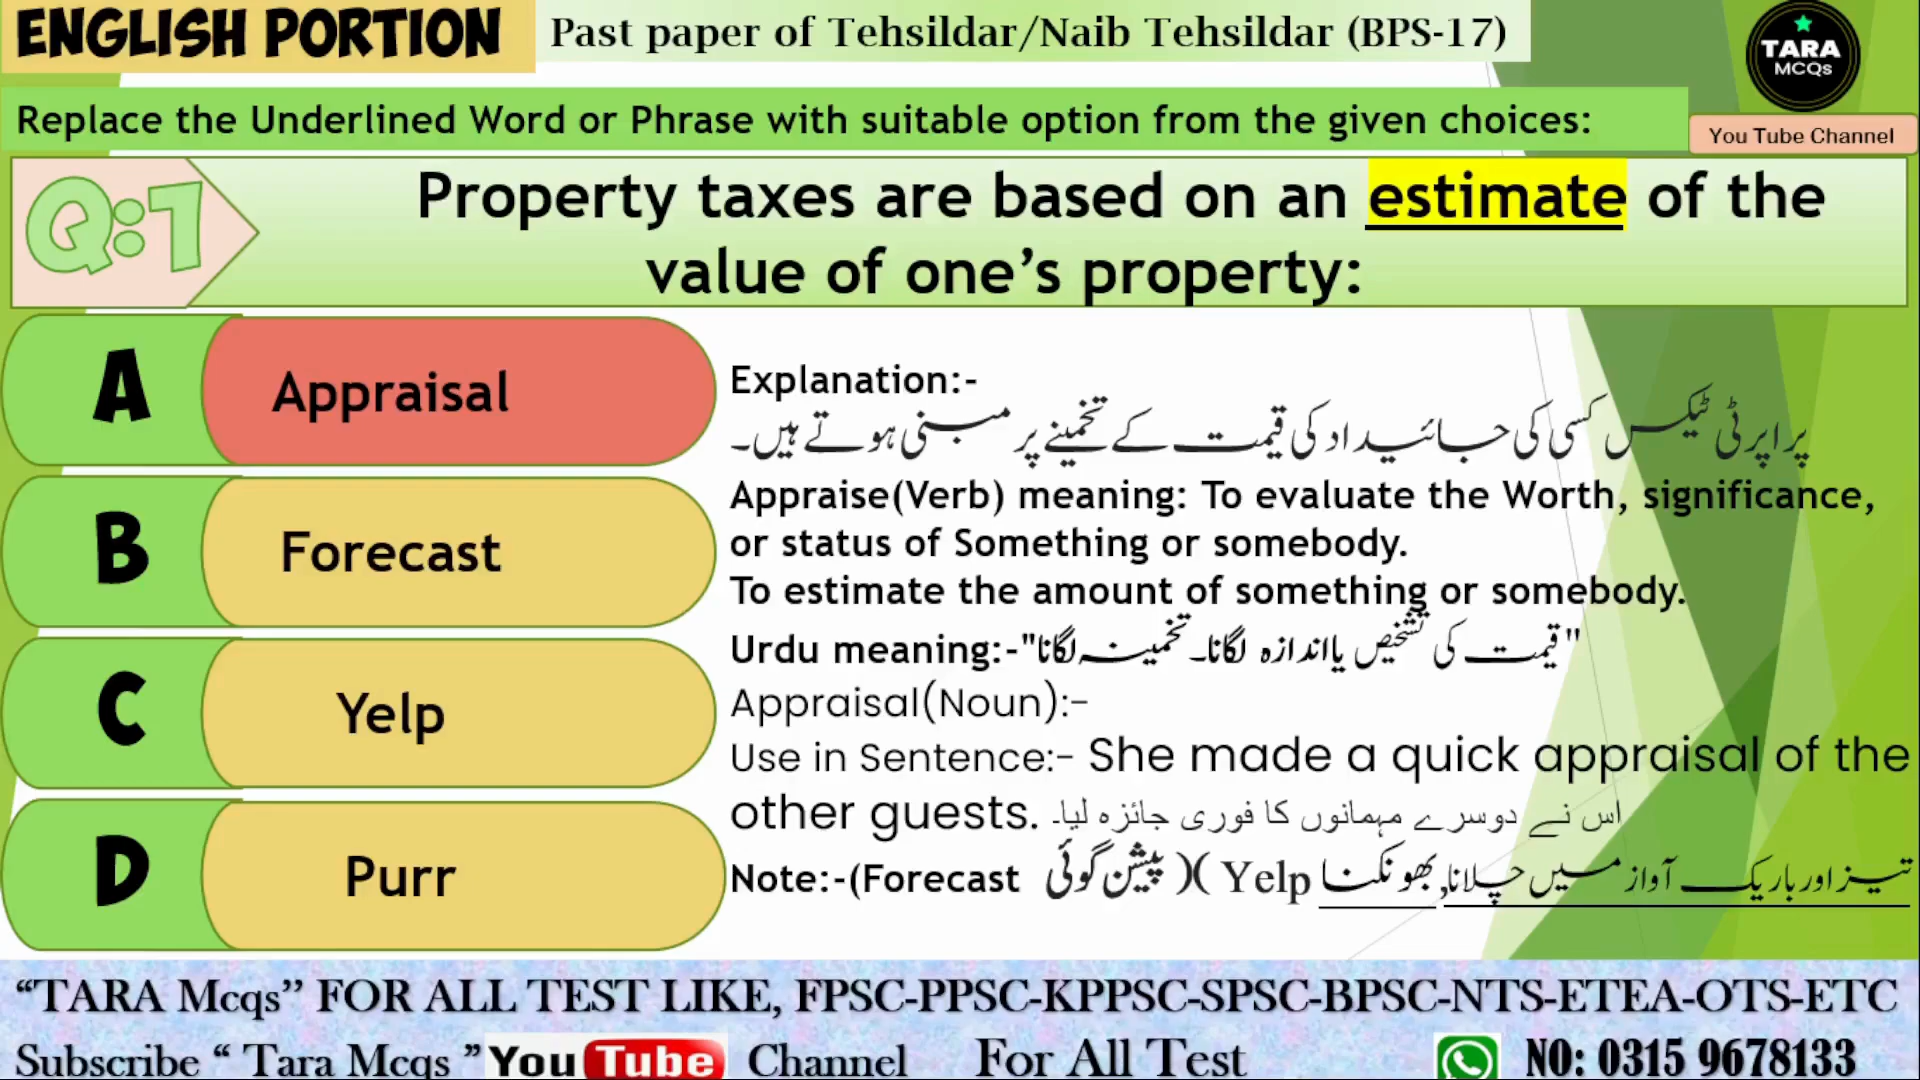 ENGLISH PORTION
Past paper of Tehsildar/Naib Tehsildar (BPS-17)
TARA
MCQs
Replace the Underlined Word or Phrase with suitable option from the given choices:
You Tube Channel
Q:7
Property taxes are based on an estimate of the
value of one's property:
A
Appraisal
B
Forecast
C
Yelp
D
Purr
Explanation:-
پراپرٹی ٹیکس کسی کی جائیداد کی قیمت کے تخمینے پر مبنی ہوتے ہیں۔
Appraise(Verb) meaning: To evaluate the Worth, significance,
or status of Something or somebody.
To estimate the amount of something or somebody.
Urdu meaning:-"قیمت کی تشخیص یا اندازہ لگانا۔ تخمینہ لگانا"
Appraisal(Noun):-
Use in Sentence:- She made a quick appraisal of the
other guests. اس نے دوسرے مہمانوں کا فوری جائزہ لیا۔
Note:-(Forecast پیشن گوئی )( Yelp بھونکنا,تیز اور باریک آواز میں چلانا
“TARA Mcqs” FOR ALL TEST LIKE, FPSC-PPSC-KPPSC-SPSC-BPSC-NTS-ETEA-OTS-ETC
Subscribe “ Tara Mcqs ” You Tube Channel For All Test NO: 0315 9678133